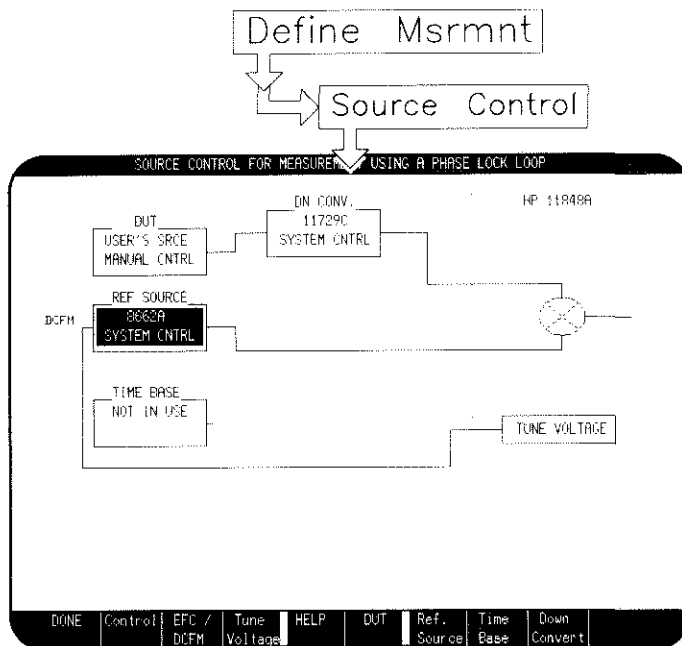 Define Msrmnt
Source Control
SOURCE CONTROL FOR MEASUREMENT USING A PHASE LOCK LOOP
HP 11848A
DN CONV.
11729C
SYSTEM CNTRL
DUT
USER'S SRCE
MANUAL CNTRL
REF SOURCE
8662A
SYSTEM CNTRL
DCFM
TIME BASE
NOT IN USE
TUNE VOLTAGE
DONE
Control
EFC /
DCFM
Tune
Voltage
HELP
DUT
Ref.
Source
Time
Base
Down
Convert